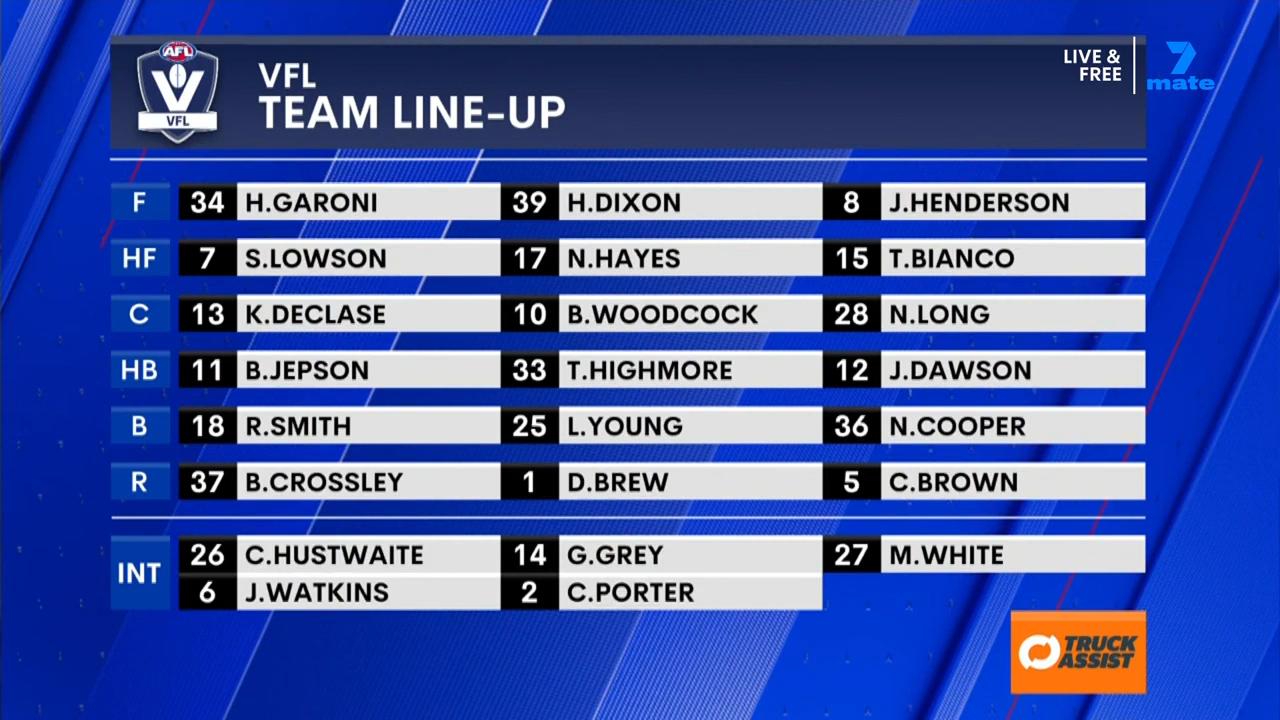 AFL
VFL
VFL
TEAM LINE-UP
LIVE &
FREE
7
mate
F 34 H.GARONI 39 H.DIXON 8 J.HENDERSON
HF 7 S.LOWSON 17 N.HAYES 15 T.BIANCO
C 13 K.DECLASE 10 B.WOODCOCK 28 N.LONG
HB 11 B.JEPSON 33 T.HIGHMORE 12 J.DAWSON
B 18 R.SMITH 25 L.YOUNG 36 N.COOPER
R 37 B.CROSSLEY 1 D.BREW 5 C.BROWN
INT 26 C.HUSTWAITE 14 G.GREY 27 M.WHITE
6 J.WATKINS 2 C.PORTER
TRUCK
ASSIST